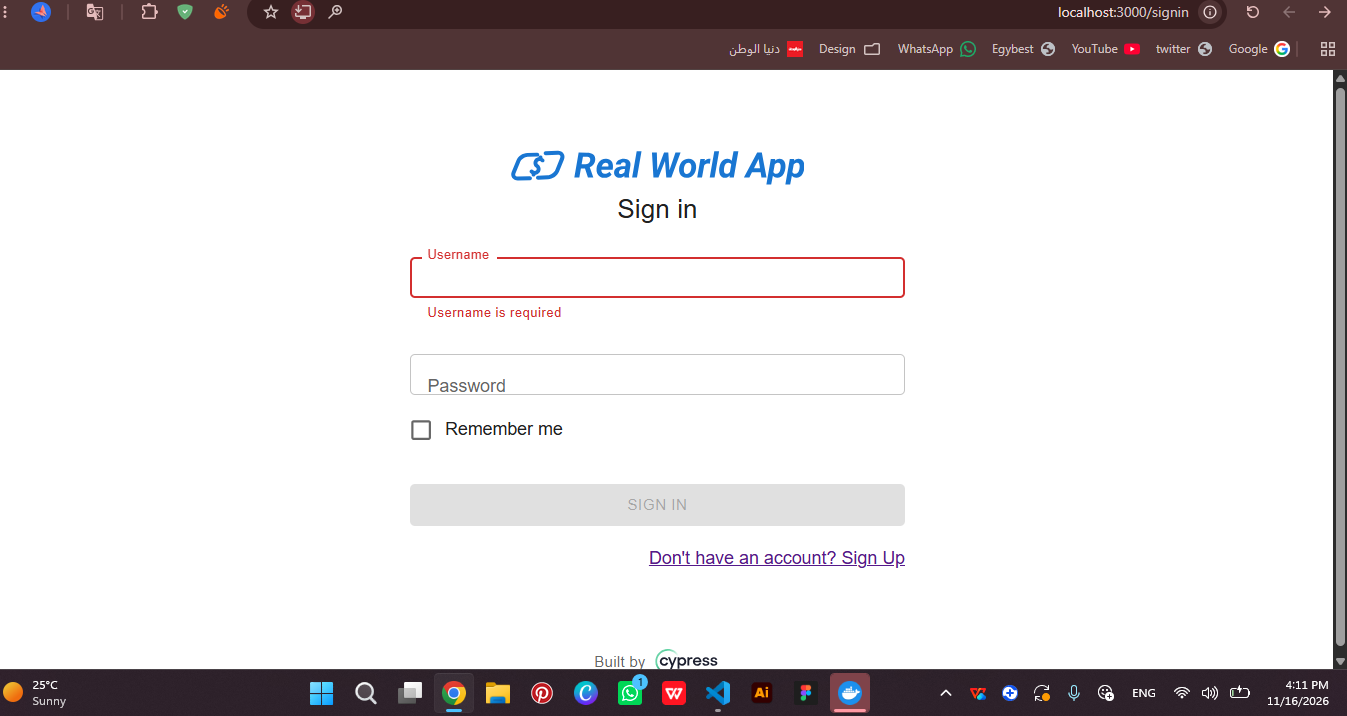 localhost:3000/signin
دنيا الوطن Design WhatsApp Egybest YouTube twitter Google
Real World App
Sign in
Username
Username is required
Password
Remember me
SIGN IN
Don't have an account? Sign Up
Built by cypress
25°C
Sunny
1
Ai
ENG
4:11 PM
11/16/2026